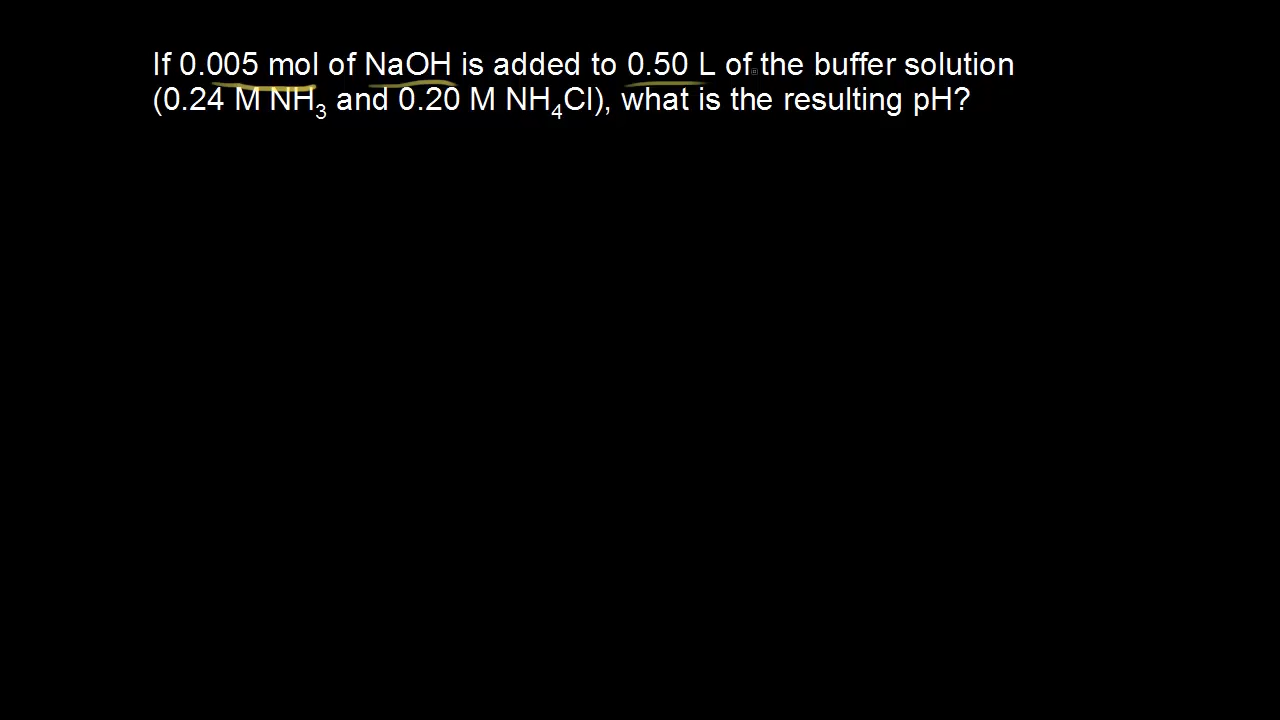 If 0.005 mol of NaOH is added to 0.50 L of the buffer solution
(0.24 M NH₃ and 0.20 M NH₄Cl), what is the resulting pH?